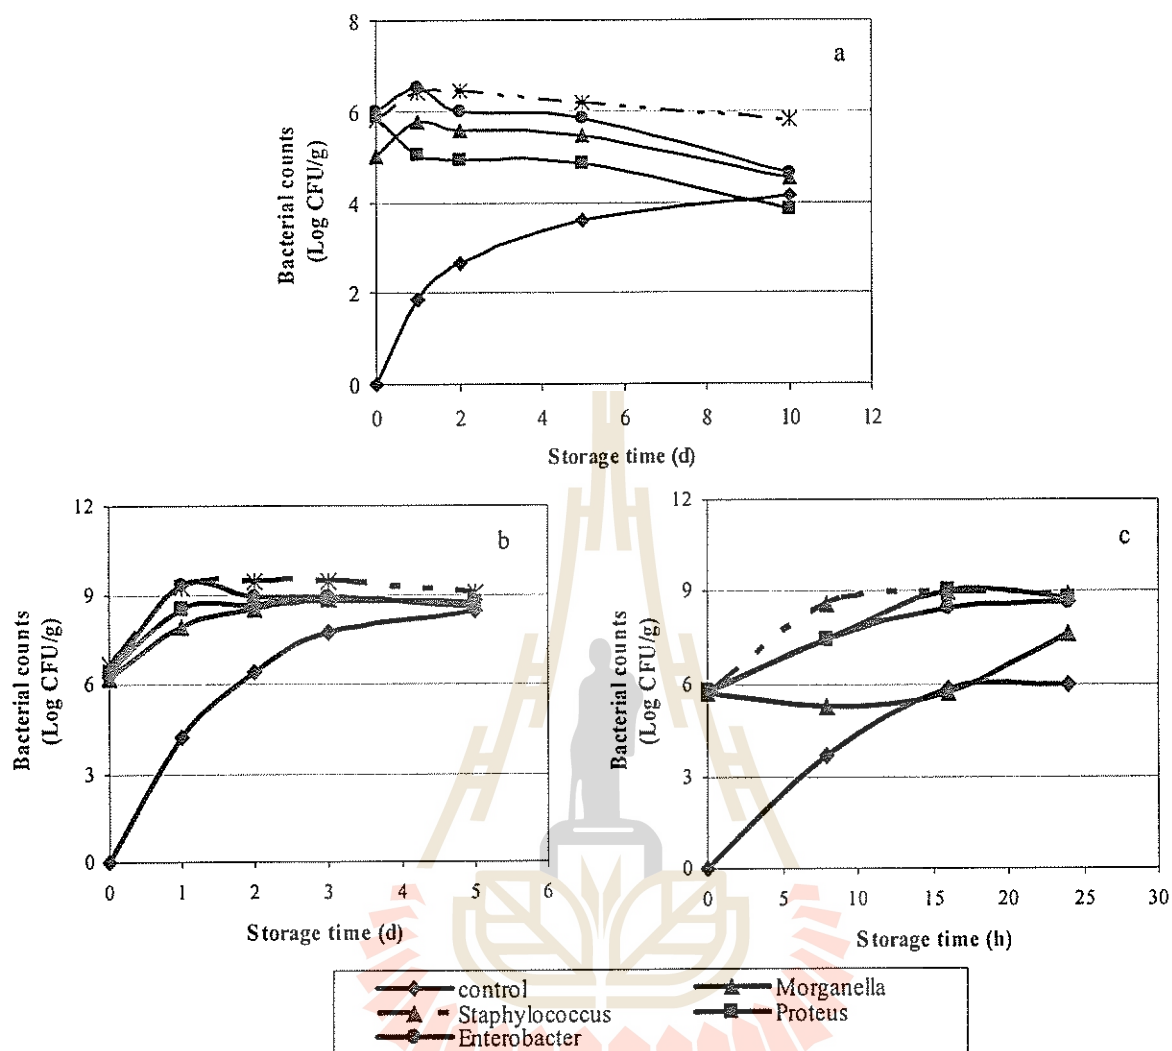 8
6
4
2
0
a
Bacterial counts
(Log CFU/g)
0 2 4 6 8 10 12
Storage time (d)
12
9
6
3
0
b
Bacterial counts
(Log CFU/g)
0 1 2 3 4 5 6
Storage time (d)
12
9
6
3
0
c
Bacterial counts
(Log CFU/g)
0 5 10 15 20 25 30
Storage time (h)
control Morganella
Staphylococcus Proteus
Enterobacter